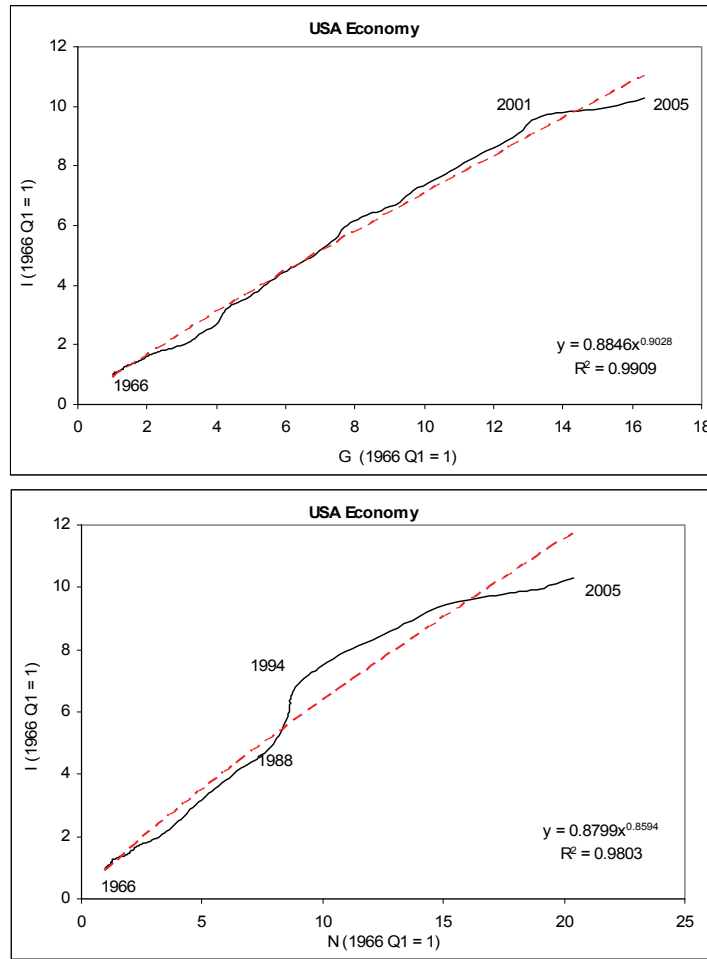 USA Economy
12
10
8
6
4
2
0
I (1966 Q1 = 1)
2001
2005
1966
y = 0.8846x^0.9028
R² = 0.9909
0 2 4 6 8 10 12 14 16 18
G (1966 Q1 = 1)
USA Economy
12
10
8
6
4
2
0
I (1966 Q1 = 1)
2005
1994
1988
1966
y = 0.8799x^0.8594
R² = 0.9803
0 5 10 15 20 25
N (1966 Q1 = 1)